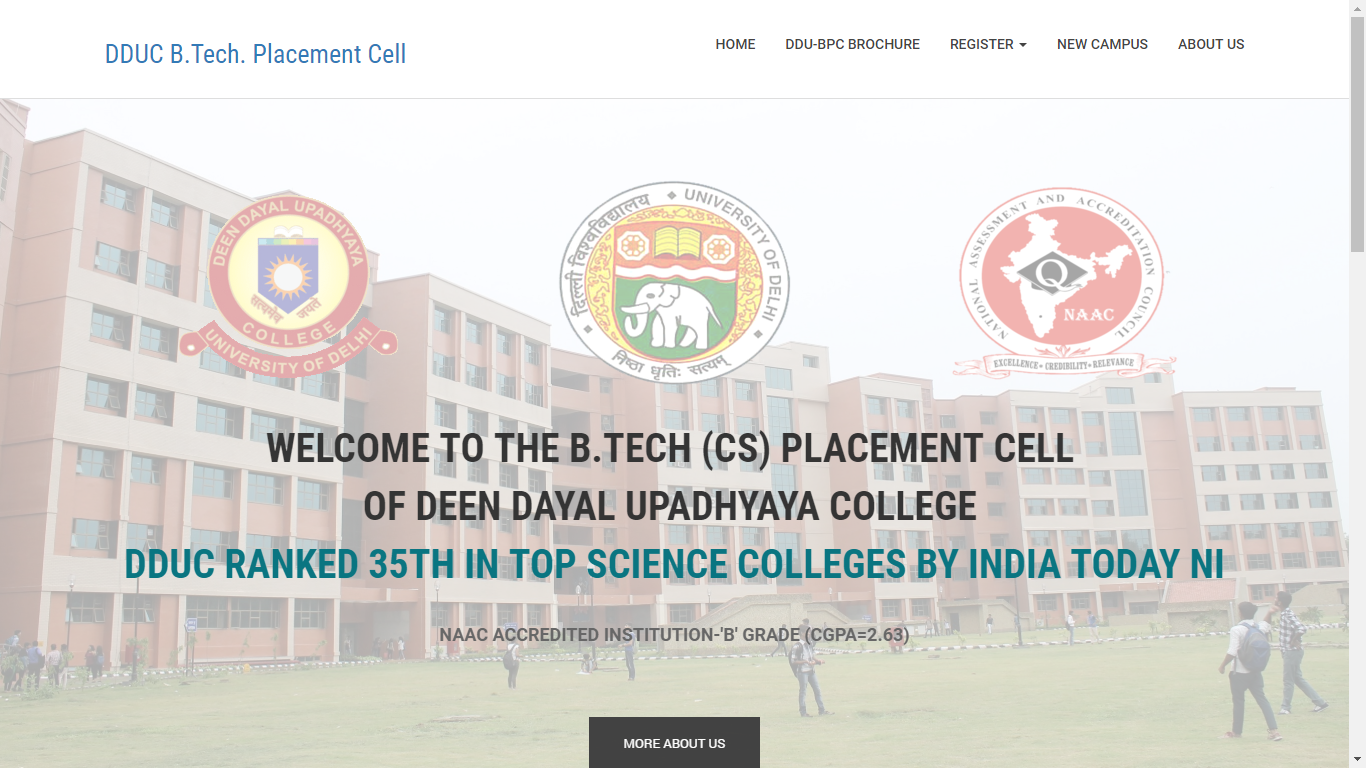 DDUC B.Tech. Placement Cell
HOME DDU-BPC BROCHURE REGISTER NEW CAMPUS ABOUT US
DEEN DAYAL UPADHYAYA
सत्यमेव जयते
COLLEGE
UNIVERSITY OF DELHI
दिल्ली विश्वविद्यालय
UNIVERSITY OF DELHI
निष्ठा धृतिः सत्यम्
NATIONAL ASSESSMENT AND ACCREDITATION COUNCIL
Q
NAAC
EXCELLENCE • CREDIBILITY • RELEVANCE
WELCOME TO THE B.TECH (CS) PLACEMENT CELL
OF DEEN DAYAL UPADHYAYA COLLEGE
DDUC RANKED 35TH IN TOP SCIENCE COLLEGES BY INDIA TODAY NI
NAAC ACCREDITED INSTITUTION-'B' GRADE (CGPA=2.63)
MORE ABOUT US